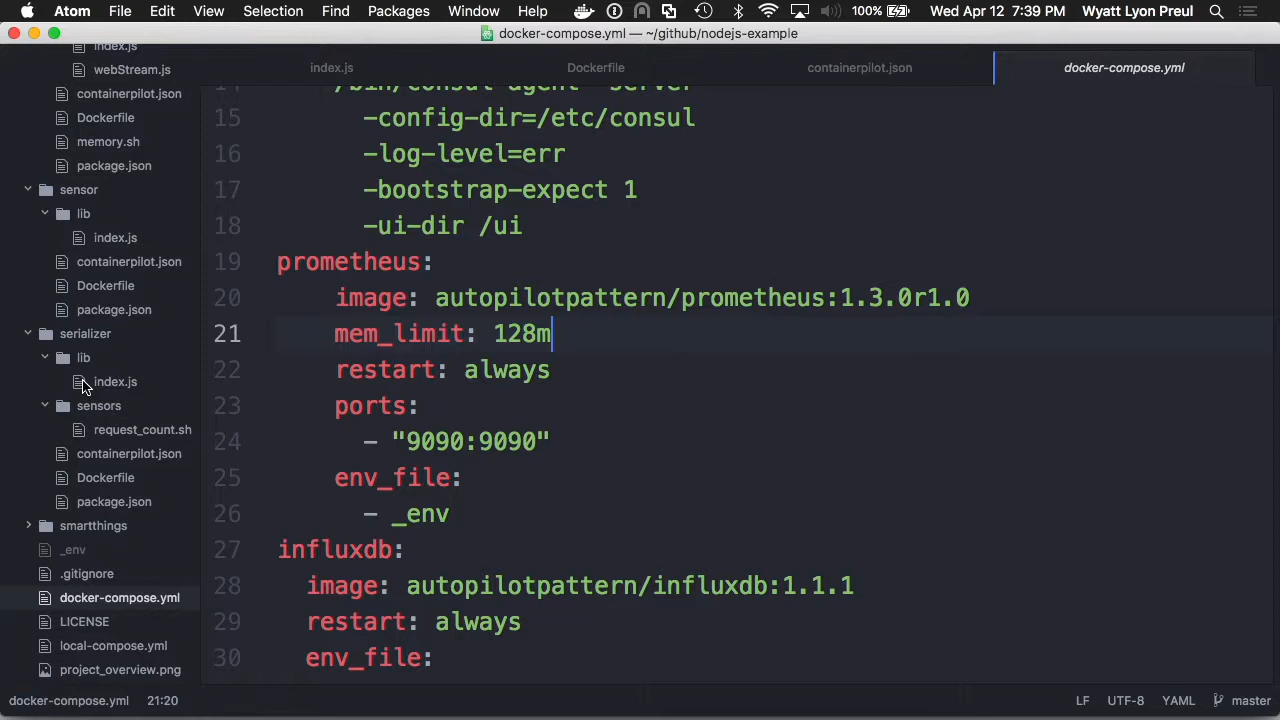 Atom File Edit View Selection Find Packages Window Help 100% Wed Apr 12 7:39 PM Wyatt Lyon Preul
docker-compose.yml — ~/github/nodejs-example
index.js
webStream.js
containerpilot.json
Dockerfile
memory.sh
package.json
sensor
lib
index.js
containerpilot.json
Dockerfile
package.json
serializer
lib
index.js
sensors
request_count.sh
containerpilot.json
Dockerfile
package.json
smartthings
_env
.gitignore
docker-compose.yml
LICENSE
local-compose.yml
project_overview.png
index.js Dockerfile containerpilot.json docker-compose.yml
14 /bin/consul agent -server
15 -config-dir=/etc/consul
16 -log-level=err
17 -bootstrap-expect 1
18 -ui-dir /ui
19 prometheus:
20 image: autopilotpattern/prometheus:1.3.0r1.0
21 mem_limit: 128m
22 restart: always
23 ports:
24 - "9090:9090"
25 env_file:
26 - _env
27 influxdb:
28 image: autopilotpattern/influxdb:1.1.1
29 restart: always
30 env_file:
docker-compose.yml 21:20 LF UTF-8 YAML master